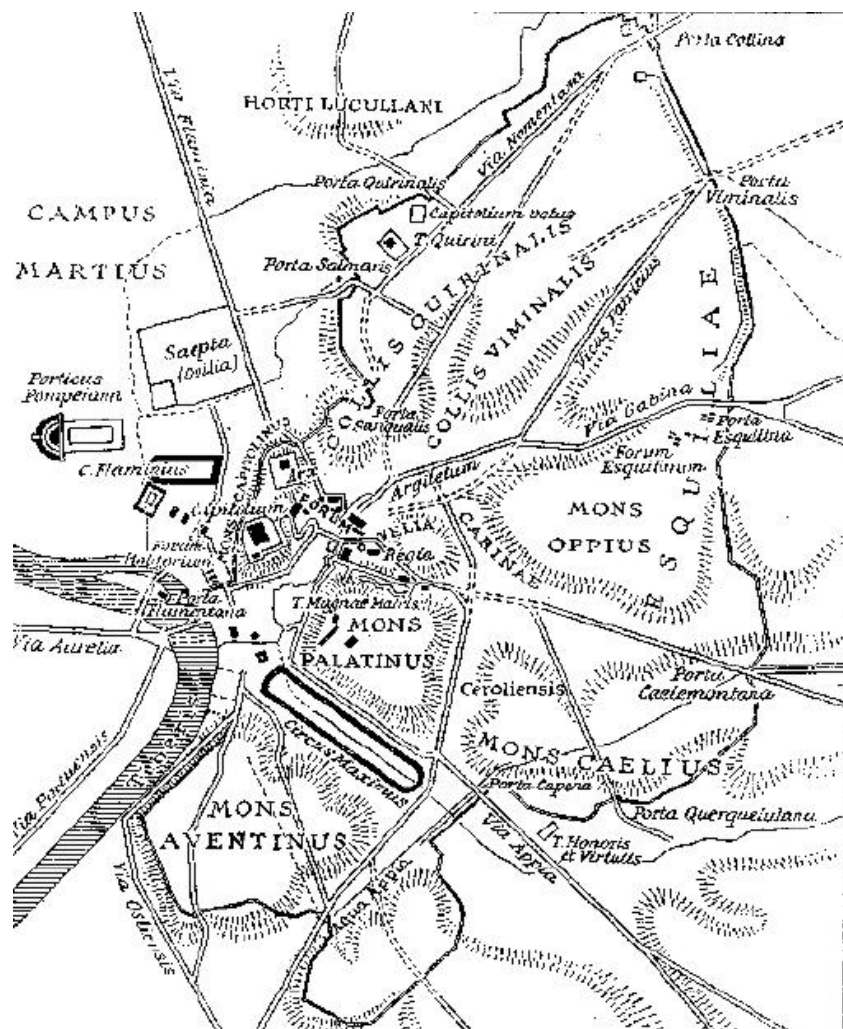 Porta Collina
Via Flaminia
HORTI LUCULLANI
Via Nomentana
Porta Quirinalis
Porta
Viminalis
CAMPUS
MARTIUS
Capitolium vetus
T. Quirini
Porta Salutaris
COLLIS QUIRINALIS
COLLIS VIMINALIS
Vicus Patricius
Saepta
(Ovilia)
Porticus
Pompeiana
Porta
Sanqualis
Via Gabina
Porta
Esquilina
Forum
Esquilinum
ESQUILIAE
C. Flaminius
MONS CAPITOLINUS
Arx
Argiletum
Capitolium
FORUM
VELIA
CARINAE
MONS
OPPIUS
Forum
Holitorium
Regia
Porta
Flumentana
T. Magnae Matris
MONS
PALATINUS
Via Aurelia
Ceroliensis
Porta
Caelemontana
Circus Maximus
MONS CAELIUS
Porta Capena
Porta Querquetulana
Via Portuensis
MONS
AVENTINUS
Via Appia
T. Honoris
et Virtutis
Aqua Appia
Via Ostiensis